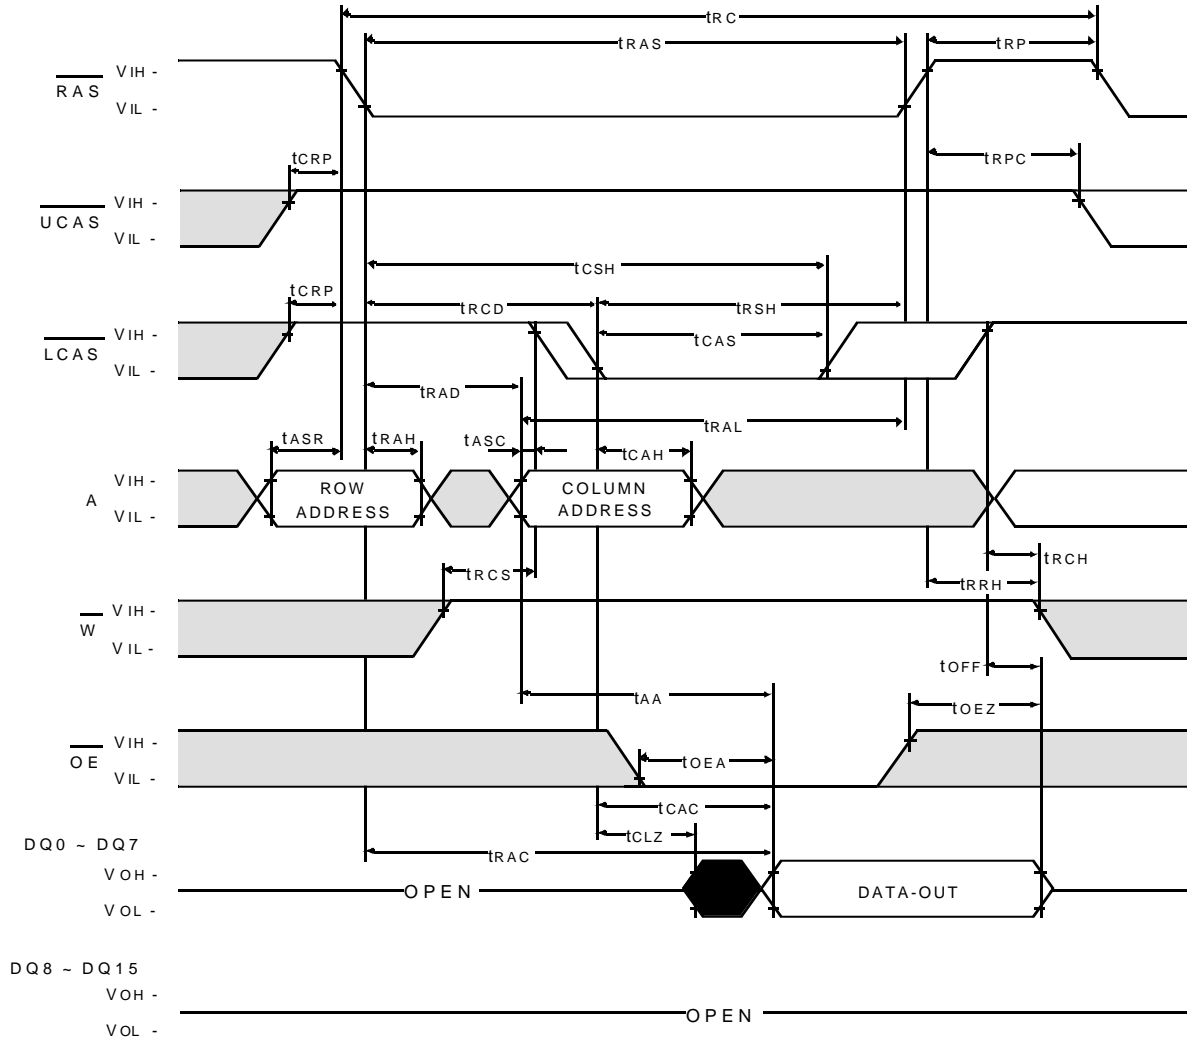 tRC
tRAS
tRP
RAS
VIH -
VIL -
tCRP
tRPC
UCAS
VIH -
VIL -
tCSH
tCRP
tRCD
tRSH
LCAS
VIH -
VIL -
tCAS
tRAD
tRAL
tASR
tRAH
tASC
tCAH
A
VIH -
VIL -
ROW
ADDRESS
COLUMN
ADDRESS
tRCS
tRCH
tRRH
W
VIH -
VIL -
tOFF
tAA
tOEZ
OE
VIH -
VIL -
tOEA
tCAC
tCLZ
tRAC
DQ0 ~ DQ7
VOH -
VOL -
OPEN
DATA-OUT
DQ8 ~ DQ15
VOH -
VOL -
OPEN